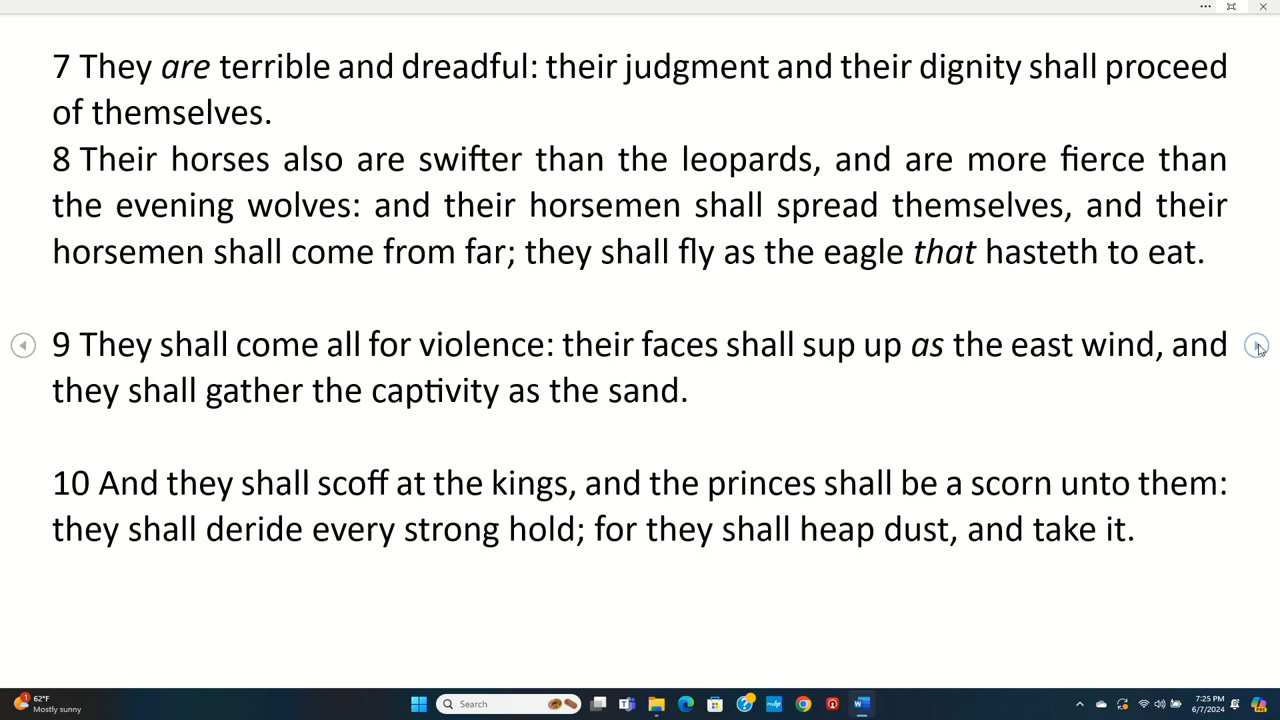 7 They are terrible and dreadful: their judgment and their dignity shall proceed
of themselves.
8 Their horses also are swifter than the leopards, and are more fierce than
the evening wolves: and their horsemen shall spread themselves, and their
horsemen shall come from far; they shall fly as the eagle that hasteth to eat.
9 They shall come all for violence: their faces shall sup up as the east wind, and
they shall gather the captivity as the sand.
10 And they shall scoff at the kings, and the princes shall be a scorn unto them:
they shall deride every strong hold; for they shall heap dust, and take it.
1
62°F
Mostly sunny
Search
7:25 PM
6/7/2024